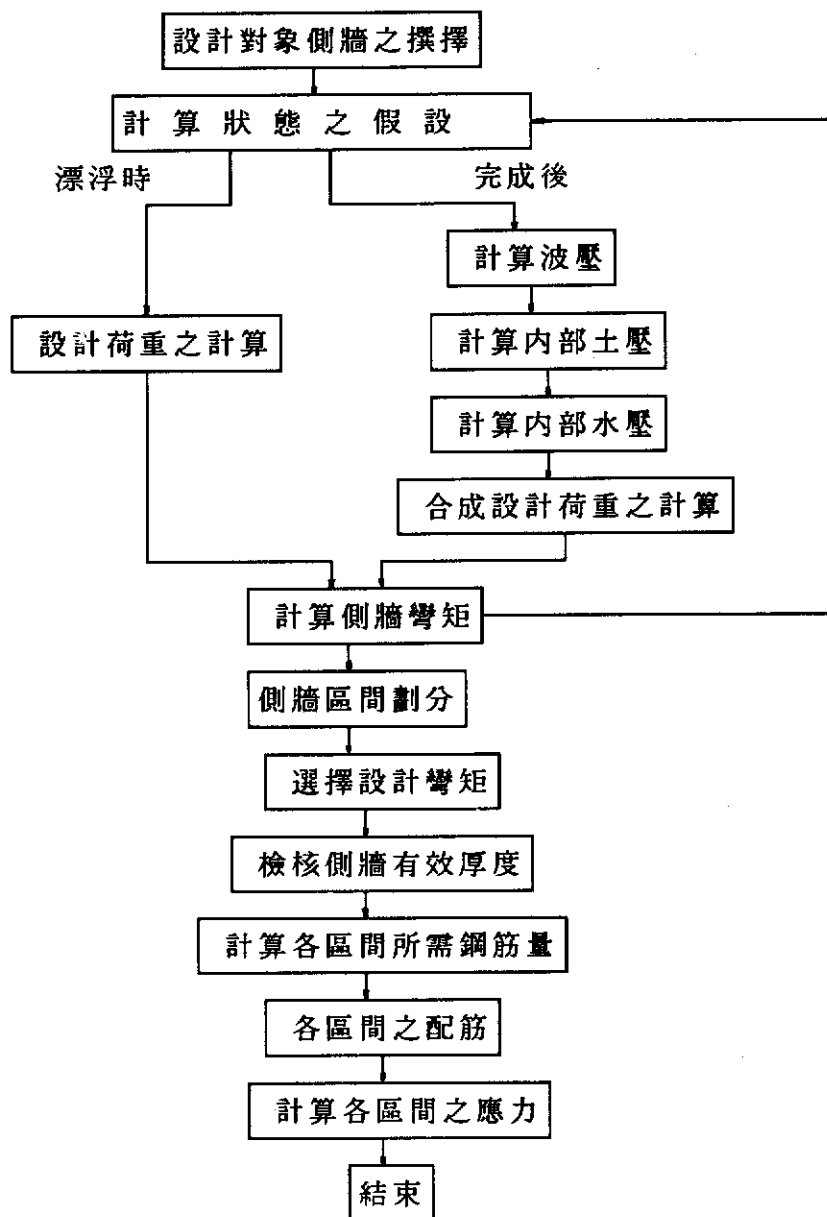 設計對象側牆之撰擇
計算狀態之假設
漂浮時
完成後
計算波壓
設計荷重之計算
計算内部土壓
計算内部水壓
合成設計荷重之計算
計算側牆彎矩
側牆區間劃分
選擇設計彎矩
檢核側牆有效厚度
計算各區間所需鋼筋量
各區間之配筋
計算各區間之應力
結束